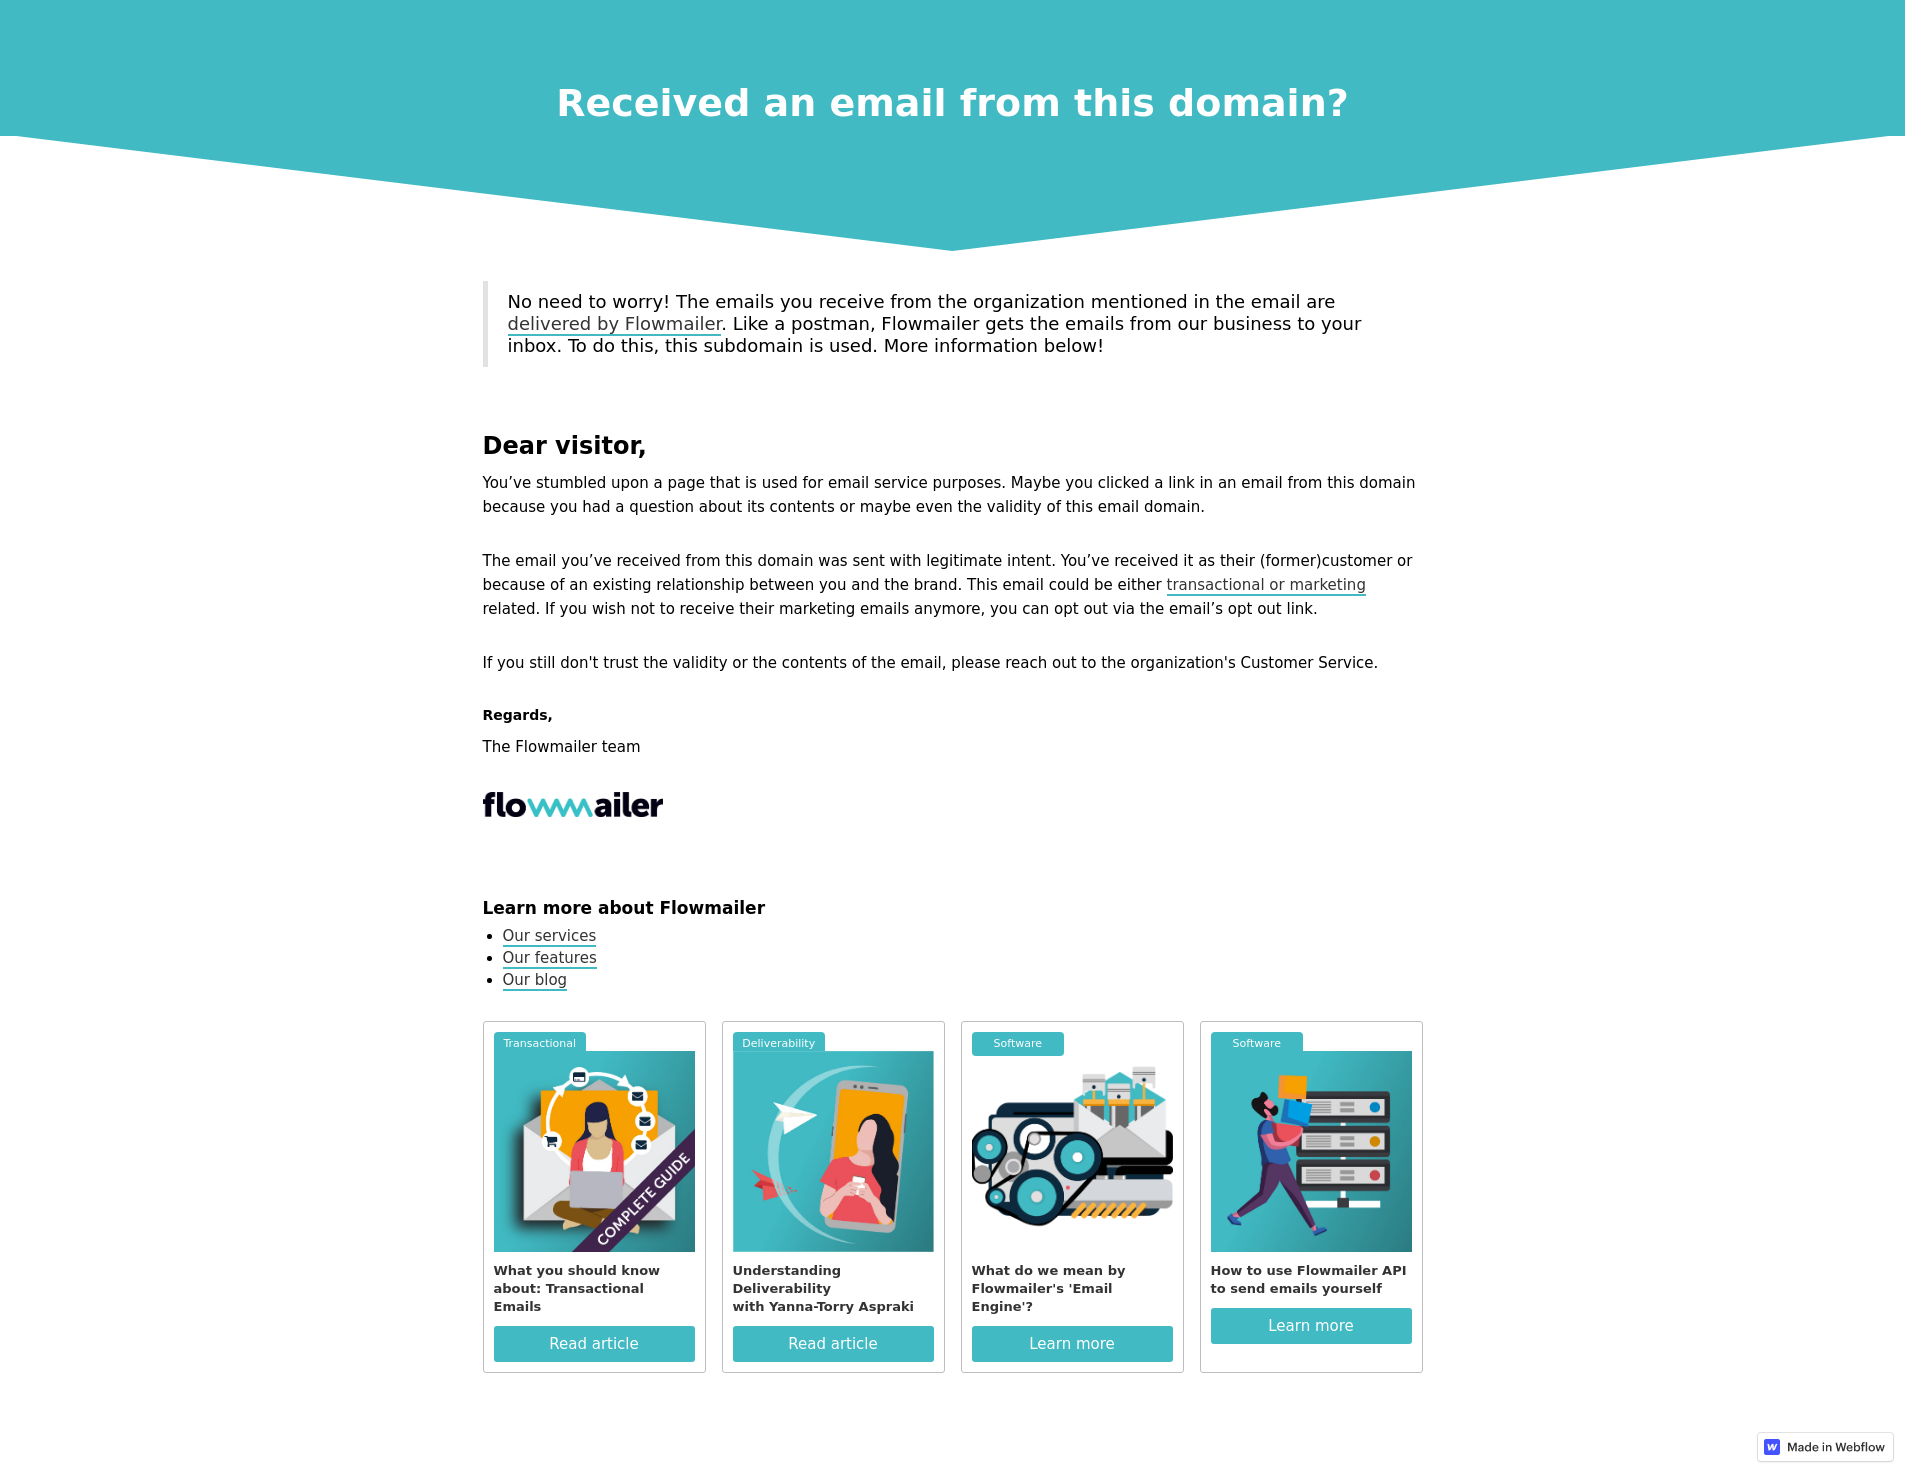 Received an email from this domain?
No need to worry! The emails you receive from the organization mentioned in the email are
delivered by Flowmailer. Like a postman, Flowmailer gets the emails from our business to your
inbox. To do this, this subdomain is used. More information below!
Dear visitor,
You’ve stumbled upon a page that is used for email service purposes. Maybe you clicked a link in an email from this domain
because you had a question about its contents or maybe even the validity of this email domain.
The email you’ve received from this domain was sent with legitimate intent. You’ve received it as their (former)customer or
because of an existing relationship between you and the brand. This email could be either transactional or marketing
related. If you wish not to receive their marketing emails anymore, you can opt out via the email’s opt out link.
If you still don't trust the validity or the contents of the email, please reach out to the organization's Customer Service.
Regards,
The Flowmailer team
flowmailer
Learn more about Flowmailer
Our services
Our features
Our blog
Transactional
COMPLETE GUIDE
What you should know
about: Transactional
Emails
Read article
Deliverability
Understanding
Deliverability
with Yanna-Torry Aspraki
Read article
Software
What do we mean by
Flowmailer's 'Email
Engine'?
Learn more
Software
How to use Flowmailer API
to send emails yourself
Learn more
Made in Webflow